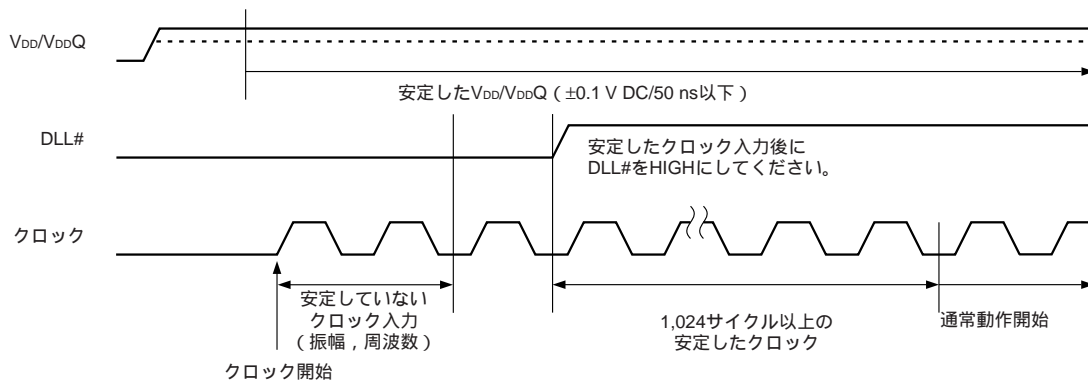 VDD/VDDQ
安定したVDD/VDDQ（±0.1 V DC/50 ns以下）
DLL#
安定したクロック入力後に
DLL#をHIGHにしてください。
クロック
安定していない
クロック入力
（振幅，周波数）
クロック開始
1,024サイクル以上の
安定したクロック
通常動作開始